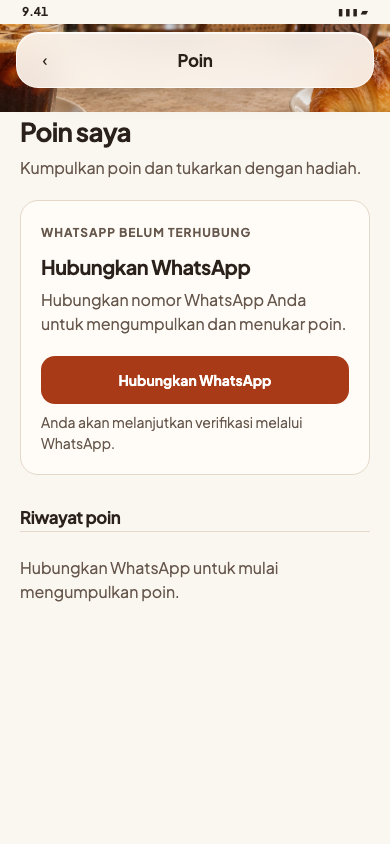 9.41
‹
Poin
Poin saya
Kumpulkan poin dan tukarkan dengan hadiah.
WHATSAPP BELUM TERHUBUNG
Hubungkan WhatsApp
Hubungkan nomor WhatsApp Anda
untuk mengumpulkan dan menukar poin.
Hubungkan WhatsApp
Anda akan melanjutkan verifikasi melalui
WhatsApp.
Riwayat poin
Hubungkan WhatsApp untuk mulai
mengumpulkan poin.